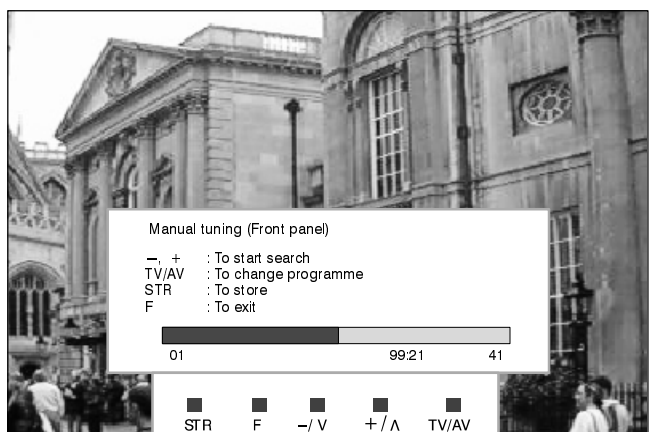 Manual tuning (Front panel)
−, + : To start search
TV/AV : To change programme
STR : To store
F : To exit
01 99:21 41
STR F −/ V + / Λ TV/AV